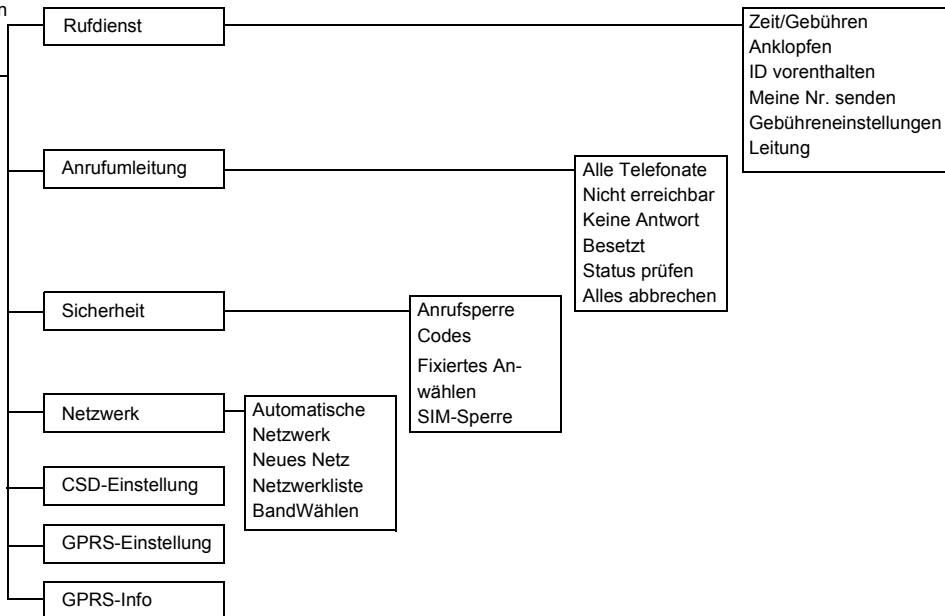 n
Rufdienst
Zeit/Gebühren
Anklopfen
ID vorenthalten
Meine Nr. senden
Gebühreneinstellungen
Leitung
Anrufumleitung
Alle Telefonate
Nicht erreichbar
Keine Antwort
Besetzt
Status prüfen
Alles abbrechen
Sicherheit
Anrufsperre
Codes
Fixiertes An-
wählen
SIM-Sperre
Netzwerk
Automatische
Netzwerk
Neues Netz
Netzwerkliste
BandWählen
CSD-Einstellung
GPRS-Einstellung
GPRS-Info